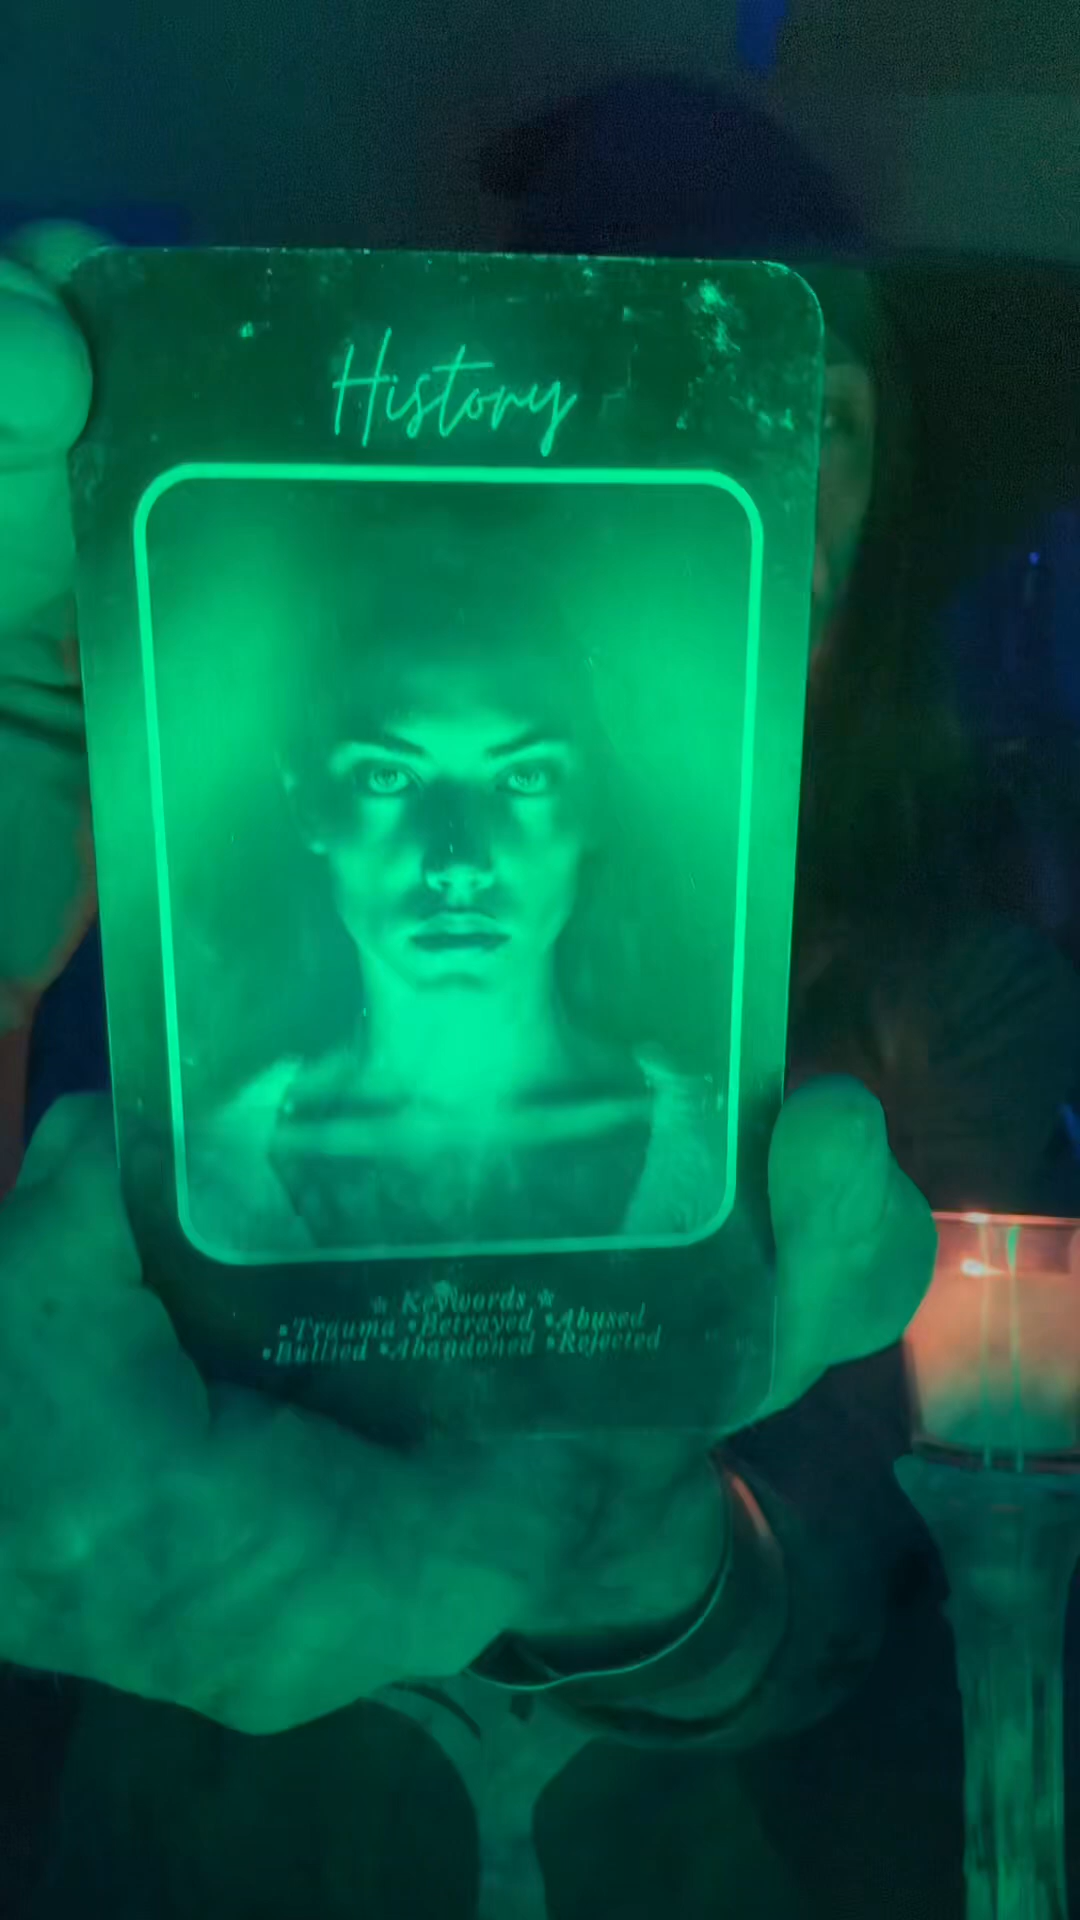 History
★ Keywords ★
•Trauma •Betrayed •Abused
•Bullied •Abandoned •Rejected